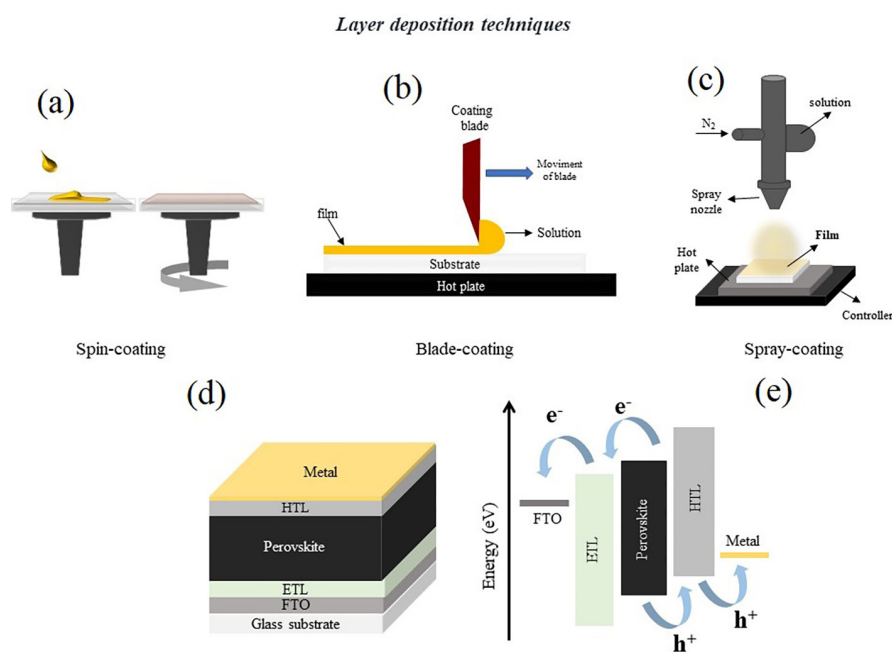 Layer deposition techniques
(a)
Spin-coating
(b)
Coating
blade
Moviment
of blade
film
Solution
Substrate
Hot plate
Blade-coating
(c)
solution
N2
Spray
nozzle
Film
Hot
plate
Controller
Spray-coating
(d)
Metal
HTL
Perovskite
ETL
FTO
Glass substrate
(e)
Energy (eV)
e-
e-
FTO
ETL
Perovskite
HTL
Metal
h+
h+